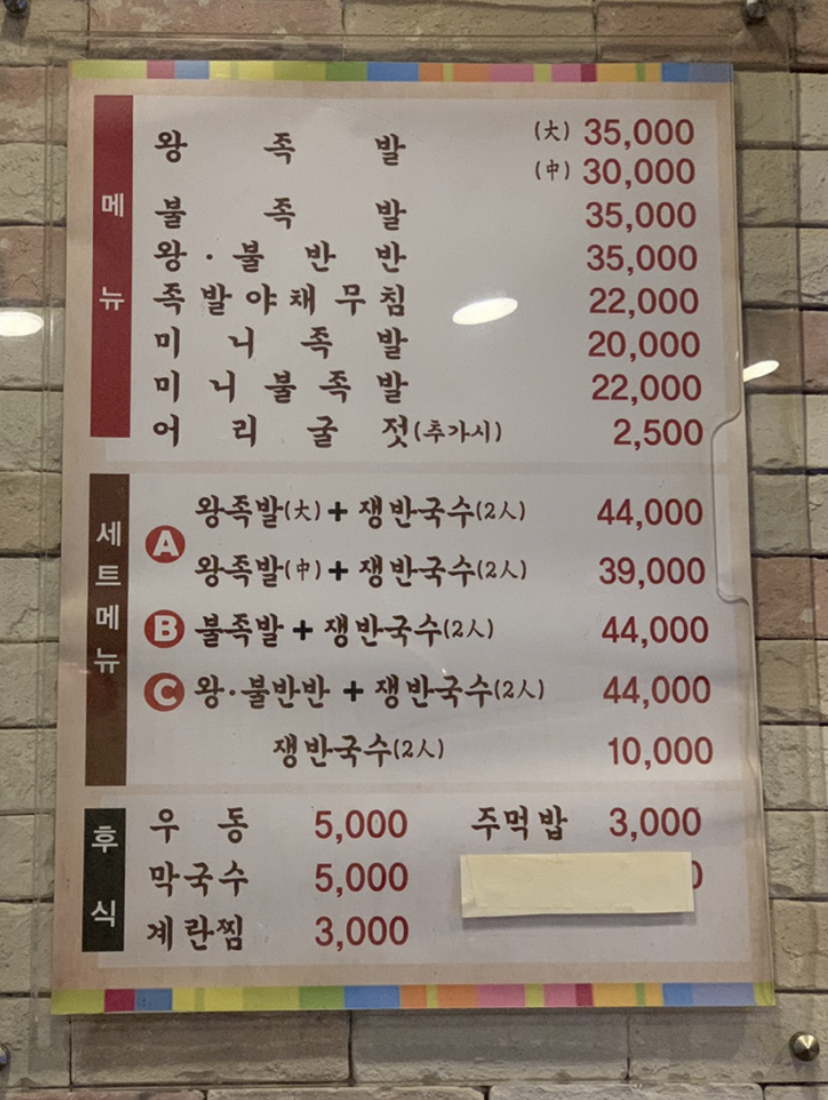 메뉴
왕족발 (大) 35,000
(中) 30,000
불족발 35,000
왕·불반반 35,000
족발야채무침 22,000
미니족발 20,000
미니불족발 22,000
어리굴젓(추가시) 2,500
세트메뉴
A 왕족발(大)+쟁반국수(2人) 44,000
왕족발(中)+쟁반국수(2人) 39,000
B 불족발+쟁반국수(2人) 44,000
C 왕·불반반+쟁반국수(2人) 44,000
쟁반국수(2人) 10,000
후식
우동 5,000 주먹밥 3,000
막국수 5,000
계란찜 3,000